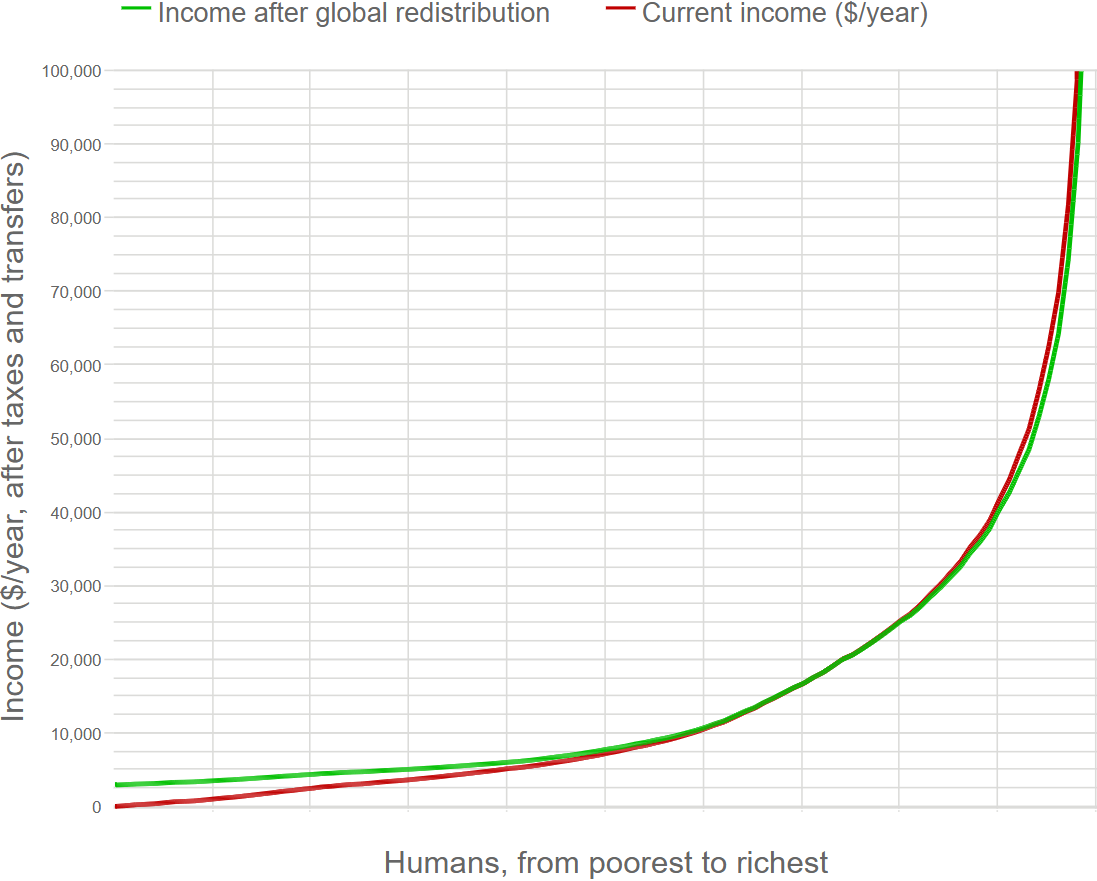 Income after global redistribution
Current income ($/year)
Income ($/year, after taxes and transfers)
100,000
90,000
80,000
70,000
60,000
50,000
40,000
30,000
20,000
10,000
0
Humans, from poorest to richest